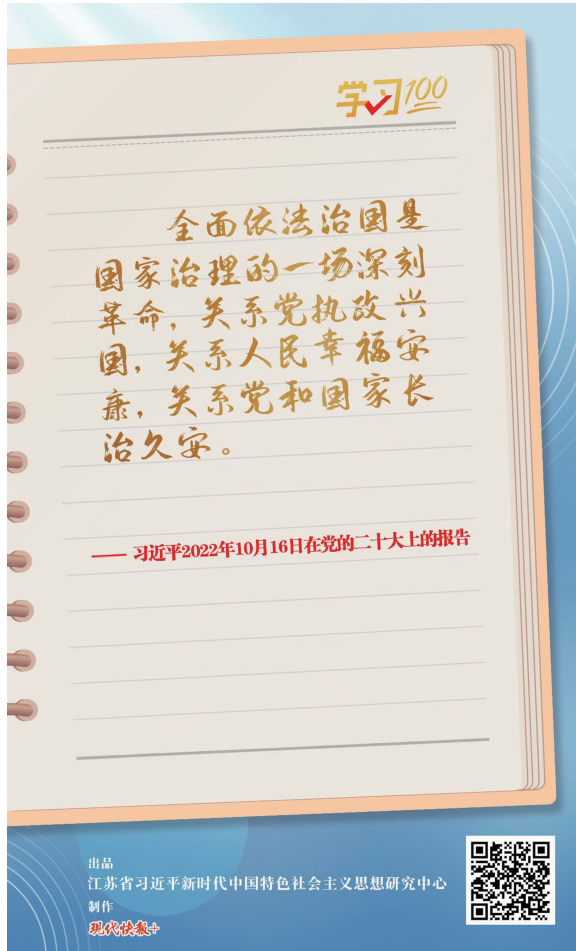 学习100
全面依法治国是
国家治理的一场深刻
革命，关系党执政兴
国，关系人民幸福安
康，关系党和国家长
治久安。
—— 习近平2022年10月16日在党的二十大上的报告
出品
江苏省习近平新时代中国特色社会主义思想研究中心
制作
现代快报+